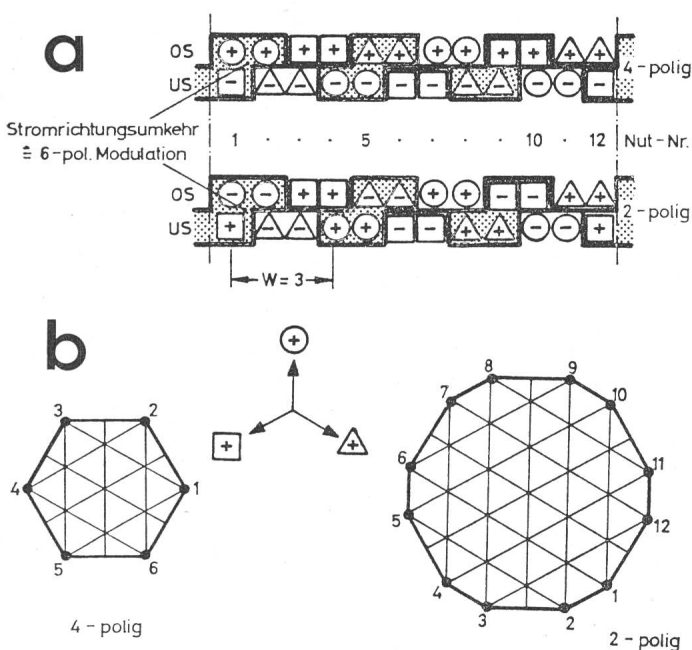 a
OS + + + + + + + + + + + + 4-polig
US - - - - - - - - - - - -
Stromrichtungsumkehr
≙ 6-pol. Modulation
1 · · · 5 · · · · 10 · 12 Nut-Nr.
OS - - + + - - + + - - + + 2-polig
US + - - + + - - + + - - +
W=3
b
+
+ +
3 2
4 1
5 6
4-polig
8 9
7 10
6 11
5 12
4 1
3 2
2-polig